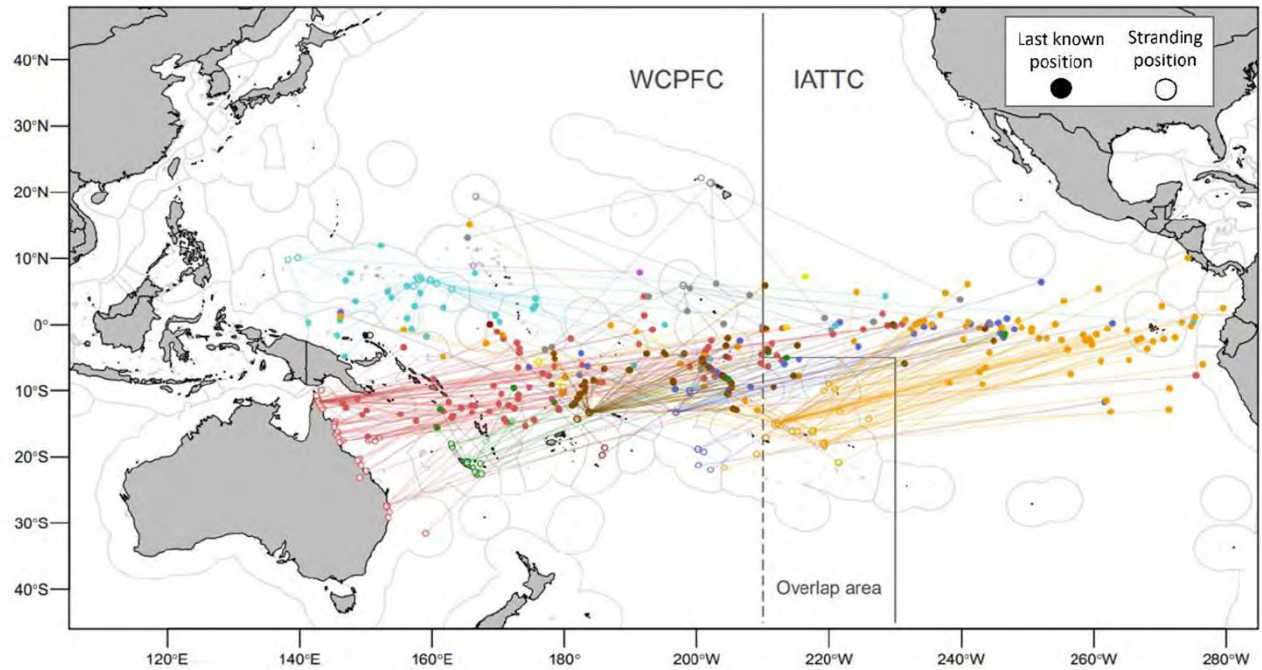 Last known Stranding
position position
WCPFC IATTC
40°N
30°N
20°N
10°N
0°
10°S
20°S
30°S
40°S
Overlap area
120°E 140°E 160°E 180° 200°W 220°W 240°W 260°W 280°W